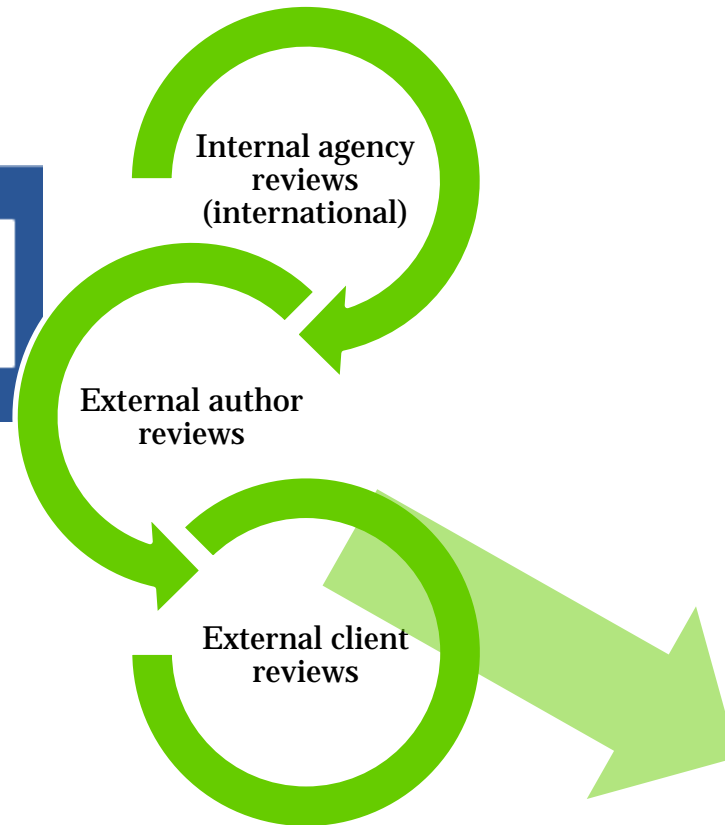 Internal agency
reviews
(international)
External author
reviews
External client
reviews